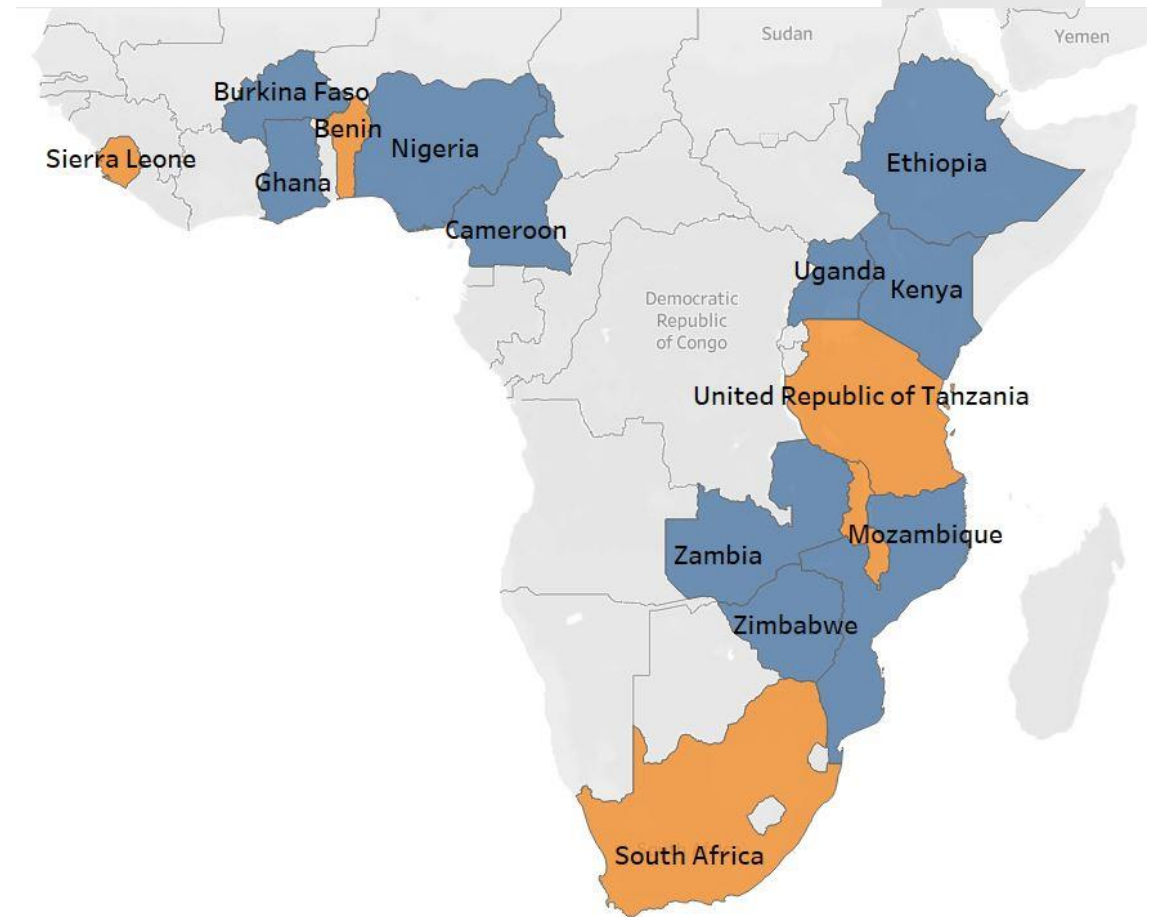 Sudan
Yemen
Burkina Faso
Benin
Nigeria
Sierra Leone
Ghana
Ethiopia
Cameroon
Uganda
Kenya
Democratic
Republic
of Congo
United Republic of Tanzania
Mozambique
Zambia
Zimbabwe
South Africa